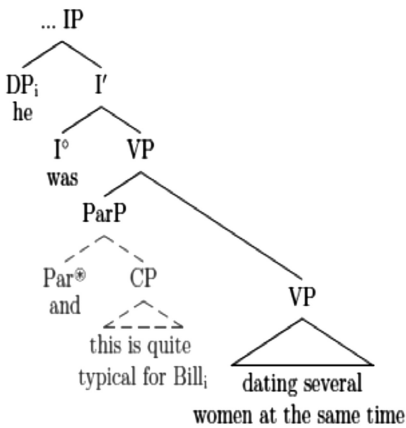 ... IP
DPᵢ I′
he
I° VP
was
ParP
Par⊛ CP
and
VP
this is quite
typical for Billᵢ
dating several
women at the same time